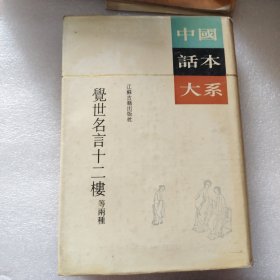 中國
話本
大系
江蘇古籍出版社
覺世名言十二樓等兩種